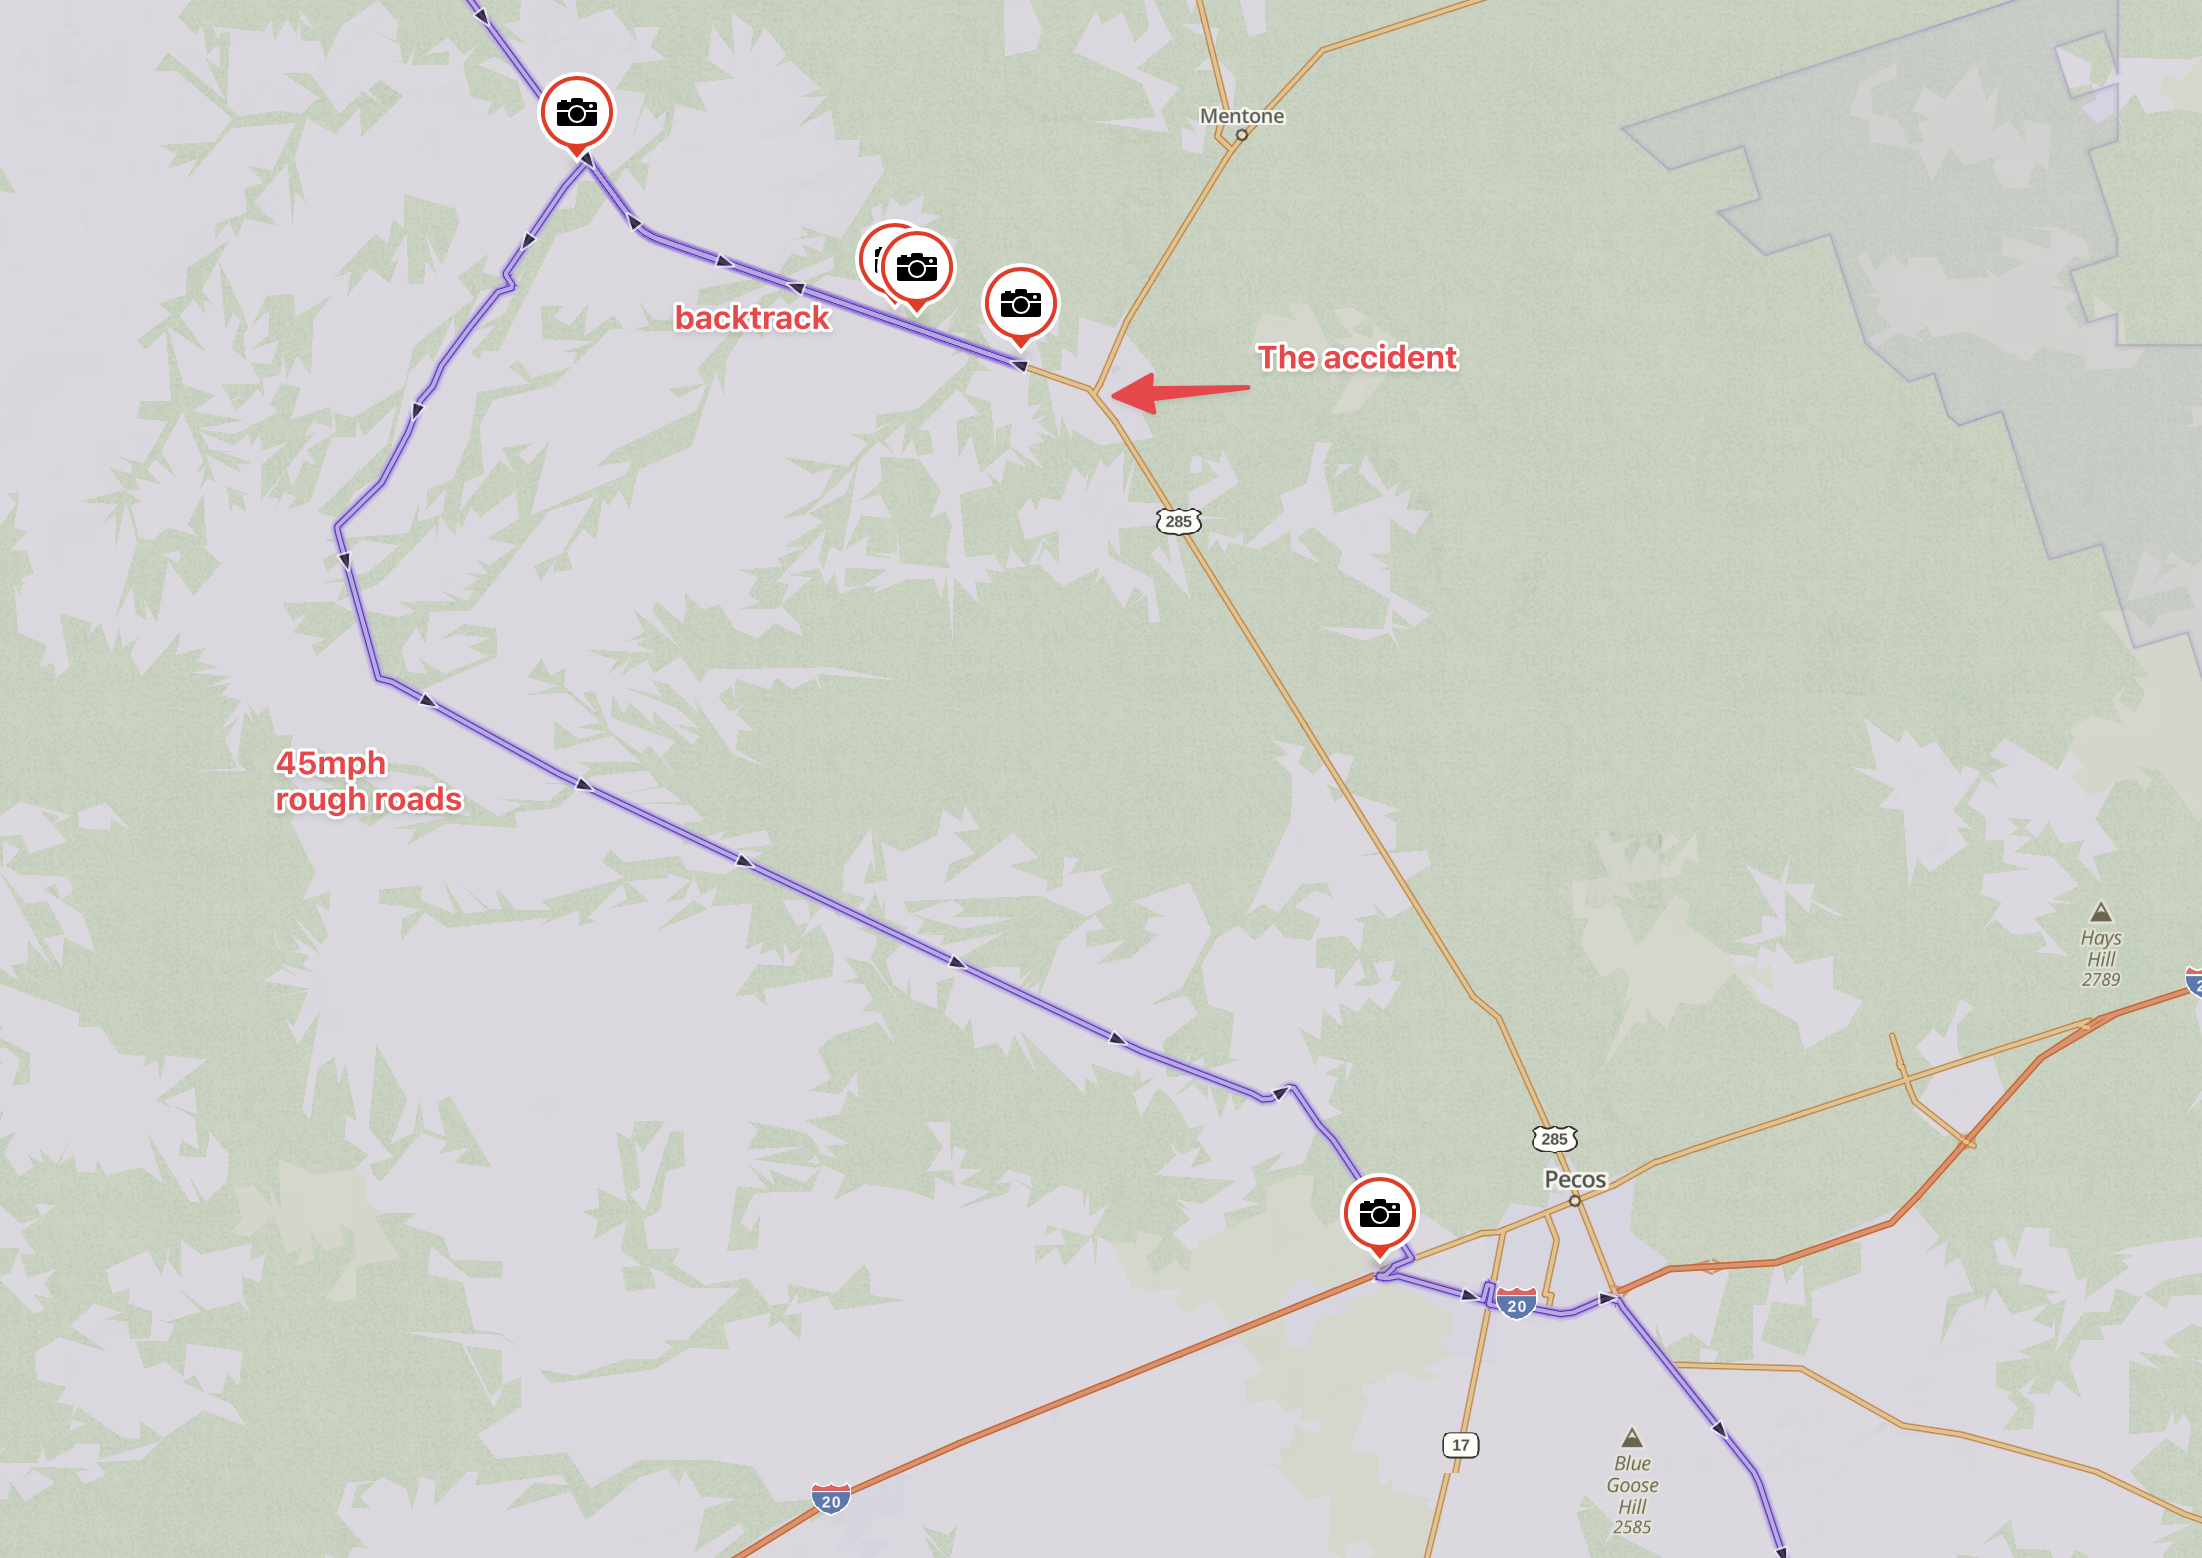 Mentone
backtrack
The accident
285
45mph
rough roads
Hays
Hill
2789
285
Pecos
20
17
Blue
Goose
Hill
2585
20